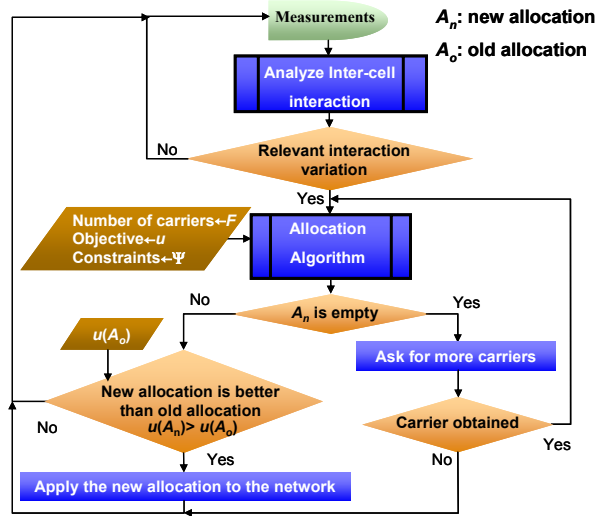 Measurements
Aₙ: new allocation
Aₒ: old allocation
Analyze Inter-cell
interaction
Relevant interaction
variation
No
Yes
Number of carriers←F
Objective←u
Constraints←Ψ
Allocation
Algorithm
Aₙ is empty
No
Yes
u(Aₒ)
Ask for more carriers
New allocation is better
than old allocation
u(Aₙ)> u(Aₒ)
No
Yes
Carrier obtained
Yes
No
Apply the new allocation to the network